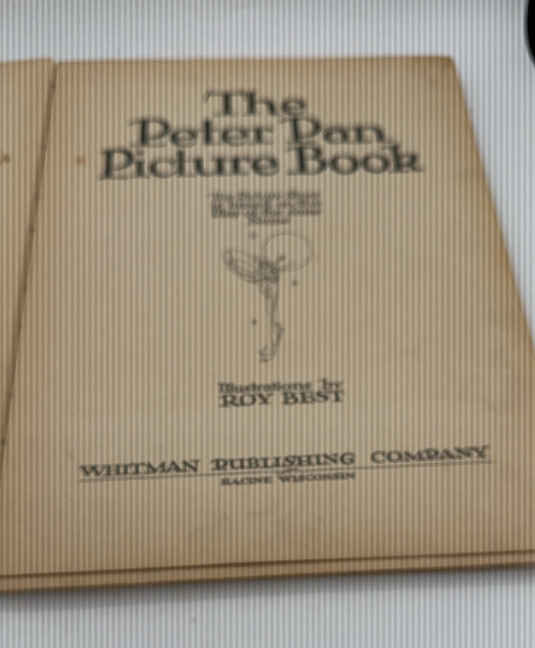 The
Peter Pan
Picture Book
Illustrations by
ROY BEST
WHITMAN PUBLISHING COMPANY
RACINE WISCONSIN